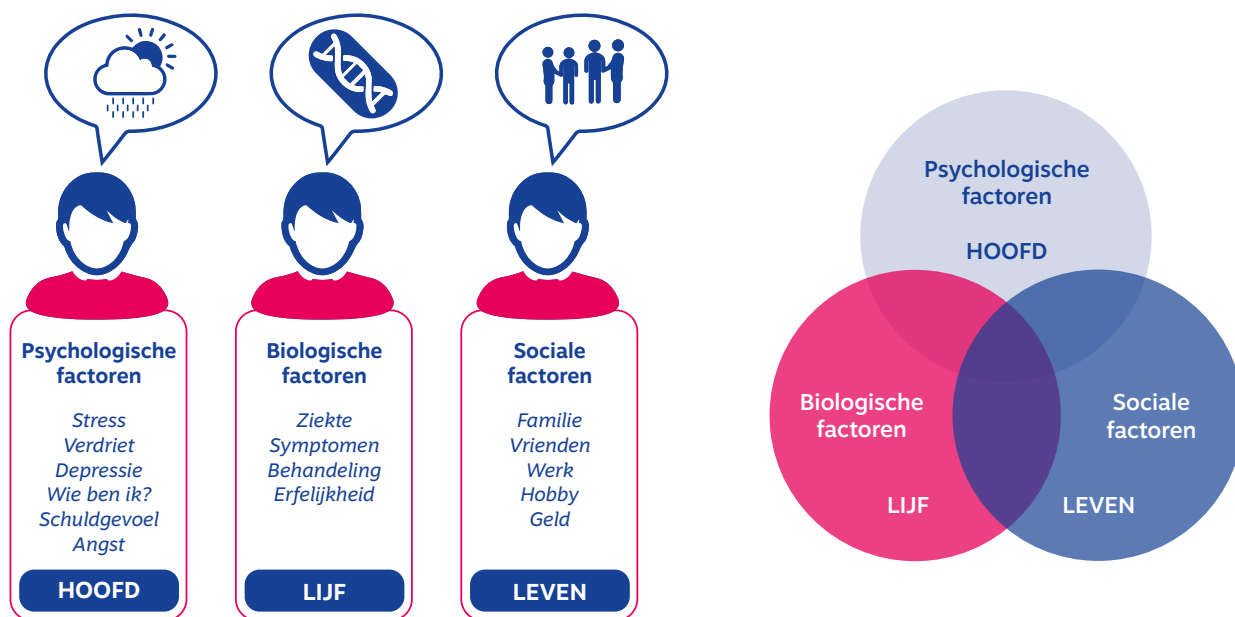 Psychologische
factoren
Stress
Verdriet
Depressie
Wie ben ik?
Schuldgevoel
Angst
HOOFD
Biologische
factoren
Ziekte
Symptomen
Behandeling
Erfelijkheid
LIJF
Sociale
factoren
Familie
Vrienden
Werk
Hobby
Geld
LEVEN
Psychologische
factoren
HOOFD
Biologische
factoren
LIJF
Sociale
factoren
LEVEN